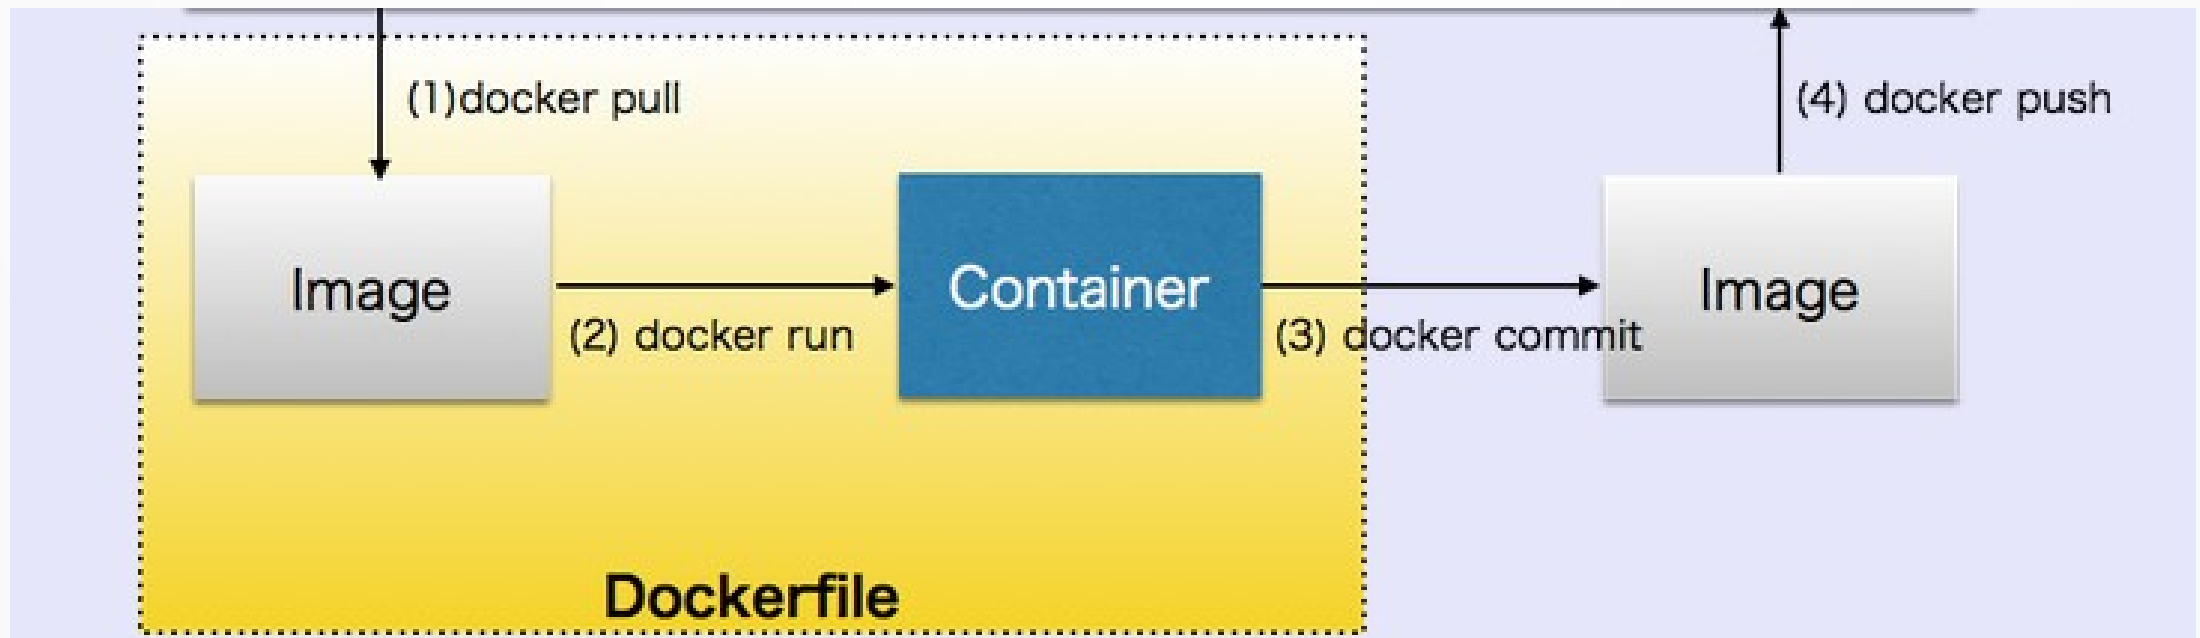 (1)docker pull
(4) docker push
Image
Container
Image
(2) docker run
(3) docker commit
Dockerfile